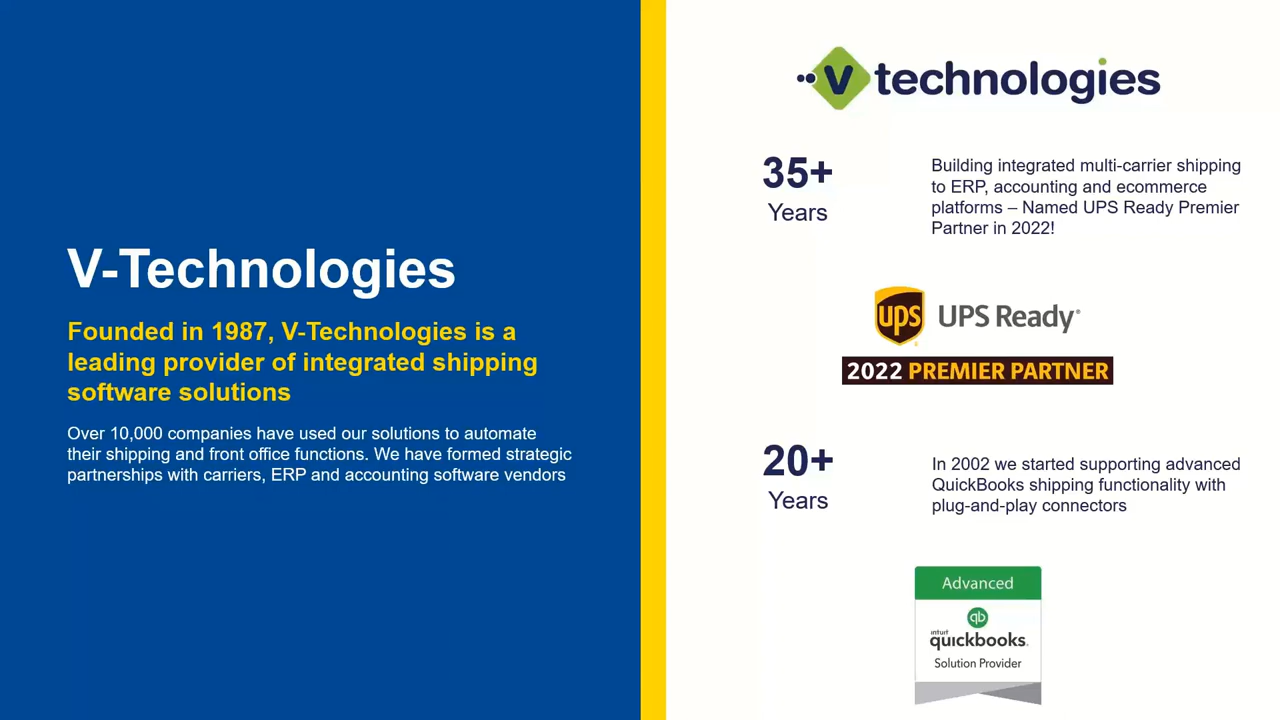 V-Technologies
Founded in 1987, V-Technologies is a
leading provider of integrated shipping
software solutions
Over 10,000 companies have used our solutions to automate
their shipping and front office functions. We have formed strategic
partnerships with carriers, ERP and accounting software vendors
V technologies
35+
Years
Building integrated multi-carrier shipping
to ERP, accounting and ecommerce
platforms – Named UPS Ready Premier
Partner in 2022!
ups UPS Ready®
2022 PREMIER PARTNER
20+
Years
In 2002 we started supporting advanced
QuickBooks shipping functionality with
plug-and-play connectors
Advanced
qb
intuit
quickbooks.
Solution Provider